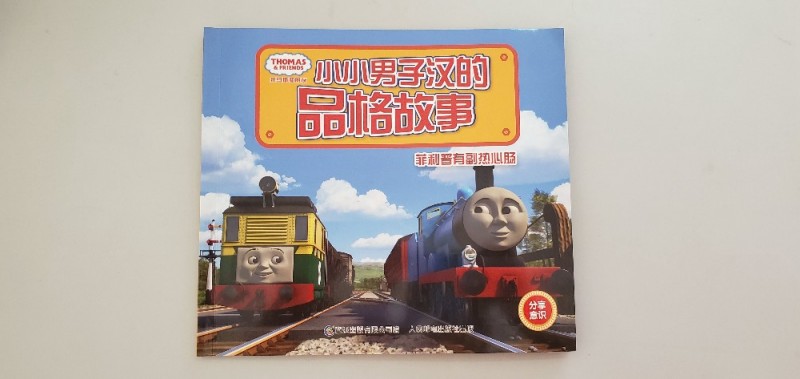 THOMAS
& FRIENDS
小小男子汉的
品格故事
菲利普有副热心肠
分享
意识